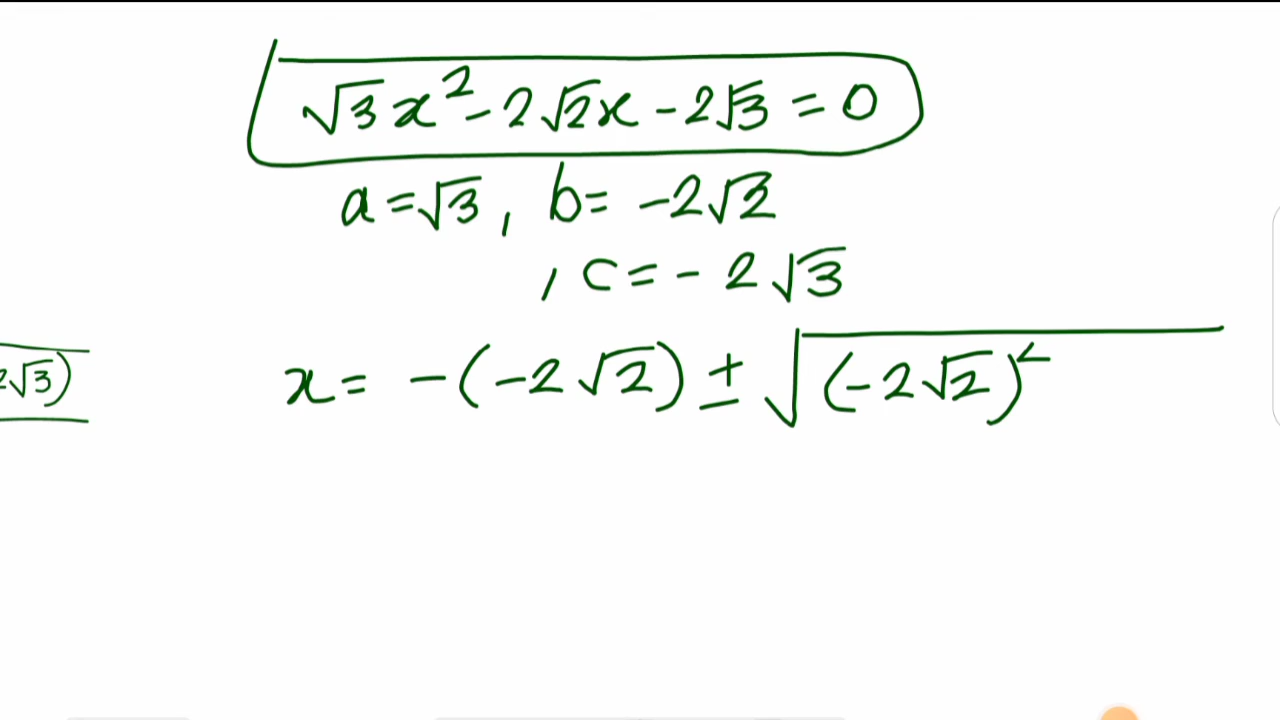 √3x² - 2√2x - 2√3 = 0
a = √3, b = -2√2
, c = -2√3
2√3)
x = -(-2√2) ± √(-2√2)²